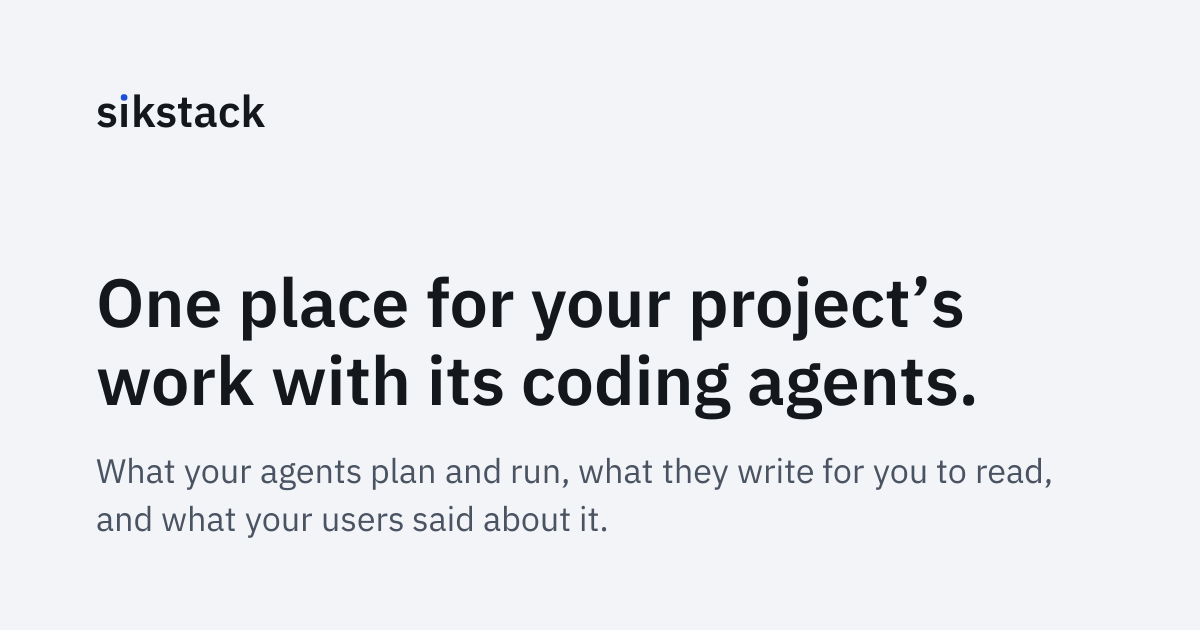 sikstack
One place for your project’s
work with its coding agents.
What your agents plan and run, what they write for you to read,
and what your users said about it.